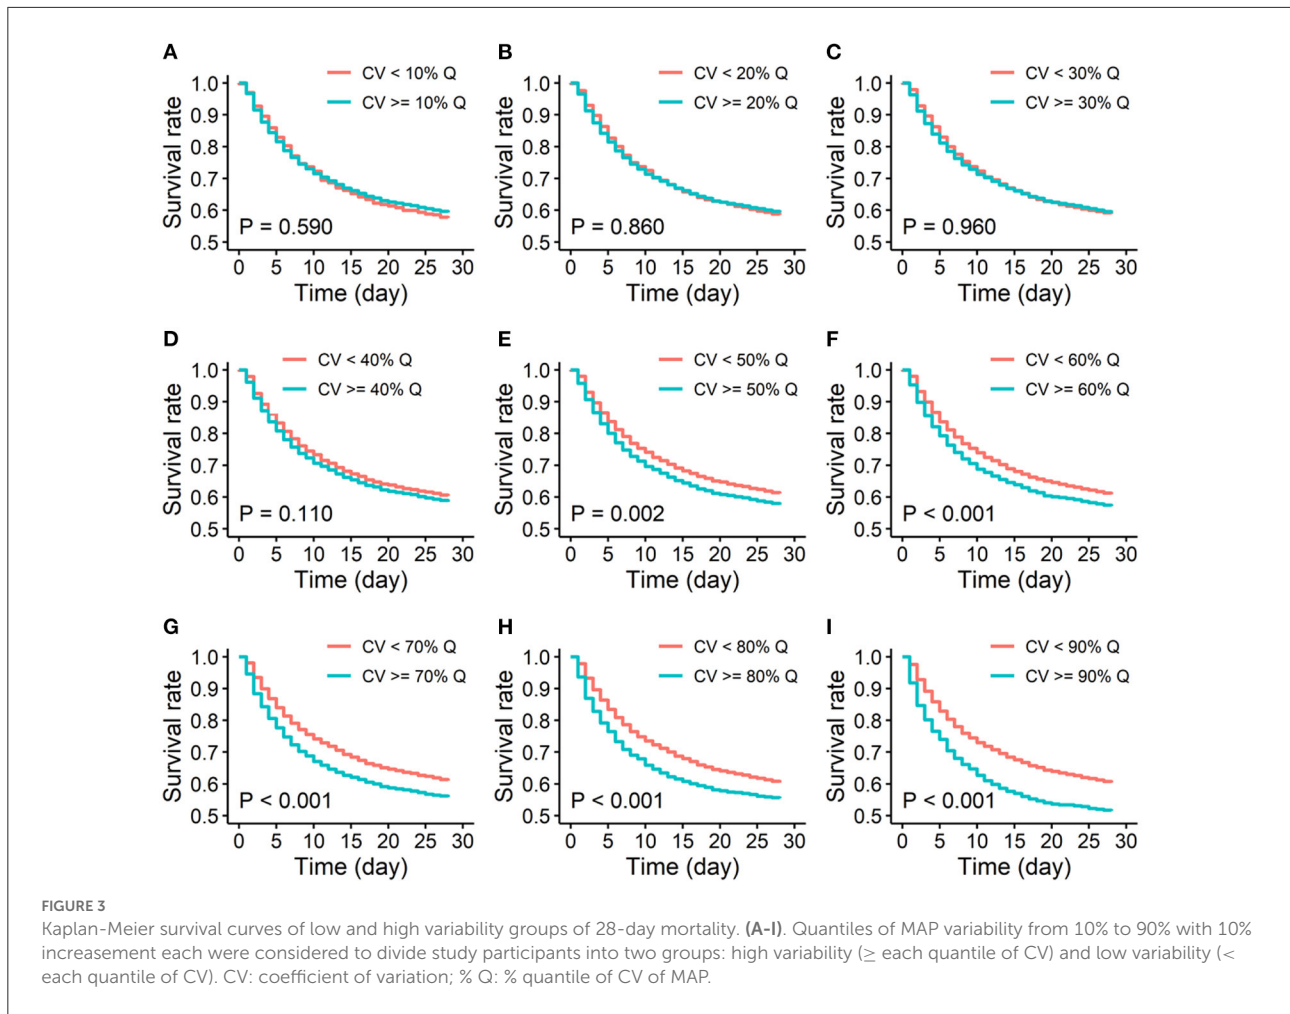 A
CV < 10% Q
CV >= 10% Q
Survival rate
1.0
0.9
0.8
0.7
0.6
0.5
P = 0.590
0 5 10 15 20 25 30
Time (day)
B
CV < 20% Q
CV >= 20% Q
Survival rate
1.0
0.9
0.8
0.7
0.6
0.5
P = 0.860
0 5 10 15 20 25 30
Time (day)
C
CV < 30% Q
CV >= 30% Q
Survival rate
1.0
0.9
0.8
0.7
0.6
0.5
P = 0.960
0 5 10 15 20 25 30
Time (day)
D
CV < 40% Q
CV >= 40% Q
Survival rate
1.0
0.9
0.8
0.7
0.6
0.5
P = 0.110
0 5 10 15 20 25 30
Time (day)
E
CV < 50% Q
CV >= 50% Q
Survival rate
1.0
0.9
0.8
0.7
0.6
0.5
P = 0.002
0 5 10 15 20 25 30
Time (day)
F
CV < 60% Q
CV >= 60% Q
Survival rate
1.0
0.9
0.8
0.7
0.6
0.5
P < 0.001
0 5 10 15 20 25 30
Time (day)
G
CV < 70% Q
CV >= 70% Q
Survival rate
1.0
0.9
0.8
0.7
0.6
0.5
P < 0.001
0 5 10 15 20 25 30
Time (day)
H
CV < 80% Q
CV >= 80% Q
Survival rate
1.0
0.9
0.8
0.7
0.6
0.5
P < 0.001
0 5 10 15 20 25 30
Time (day)
I
CV < 90% Q
CV >= 90% Q
Survival rate
1.0
0.9
0.8
0.7
0.6
0.5
P < 0.001
0 5 10 15 20 25 30
Time (day)
FIGURE 3
Kaplan-Meier survival curves of low and high variability groups of 28-day mortality. (A-I). Quantiles of MAP variability from 10% to 90% with 10%
increasement each were considered to divide study participants into two groups: high variability (≥ each quantile of CV) and low variability (<
each quantile of CV). CV: coefficient of variation; % Q: % quantile of CV of MAP.